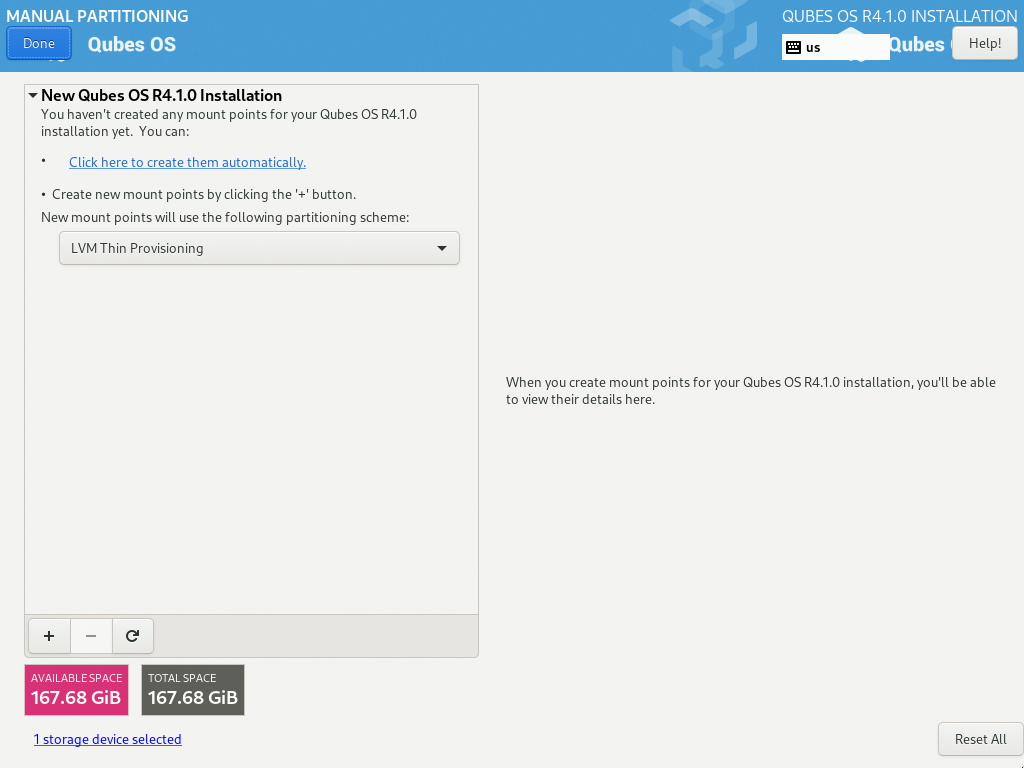 MANUAL PARTITIONING
QUBES OS R4.1.0 INSTALLATION
Done
Qubes OS
us
Qubes
Help!
New Qubes OS R4.1.0 Installation
You haven't created any mount points for your Qubes OS R4.1.0
installation yet.  You can:
• Click here to create them automatically.
• Create new mount points by clicking the '+' button.
New mount points will use the following partitioning scheme:
LVM Thin Provisioning
When you create mount points for your Qubes OS R4.1.0 installation, you'll be able
to view their details here.
+ −
AVAILABLE SPACE
167.68 GiB
TOTAL SPACE
167.68 GiB
1 storage device selected
Reset All